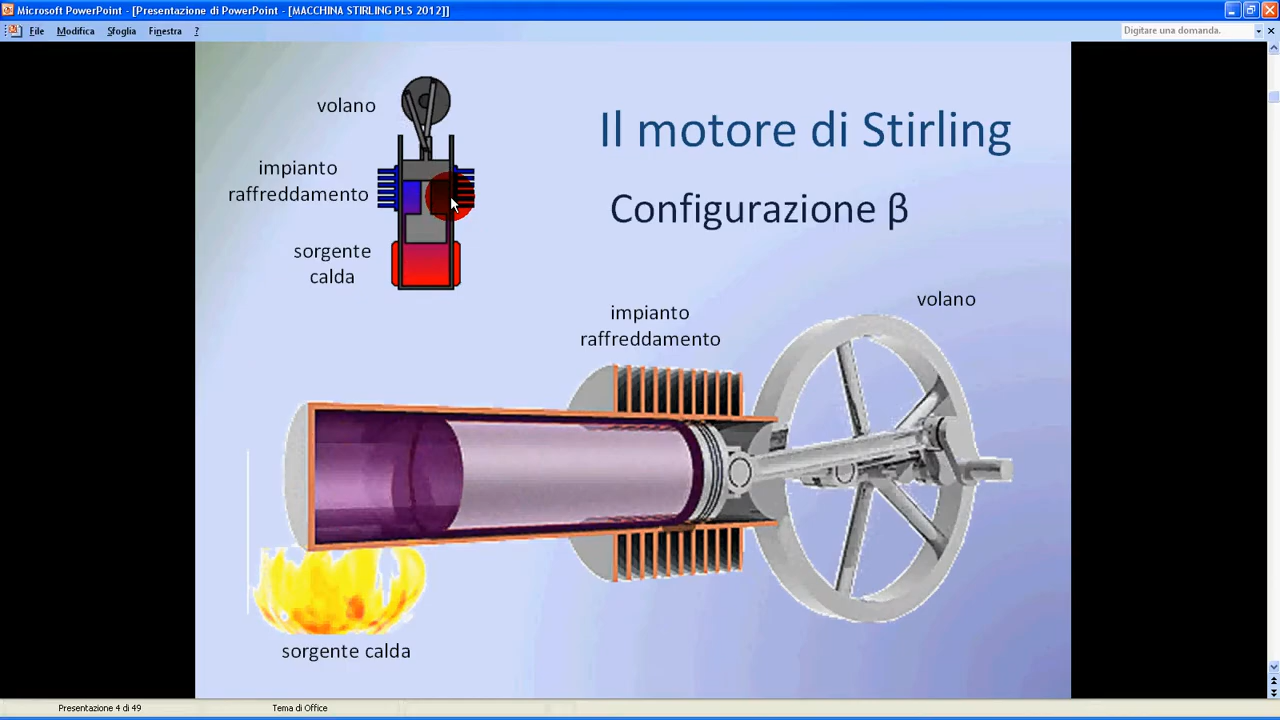 Microsoft PowerPoint - [Presentazione di PowerPoint - [MACCHINA STIRLING PLS 2012]]
File Modifica Sfoglia Finestra ?
Digitare una domanda.
volano
impianto
raffreddamento
sorgente
calda
Il motore di Stirling
Configurazione β
impianto
raffreddamento
volano
sorgente calda
Presentazione 4 di 49
Tema di Office